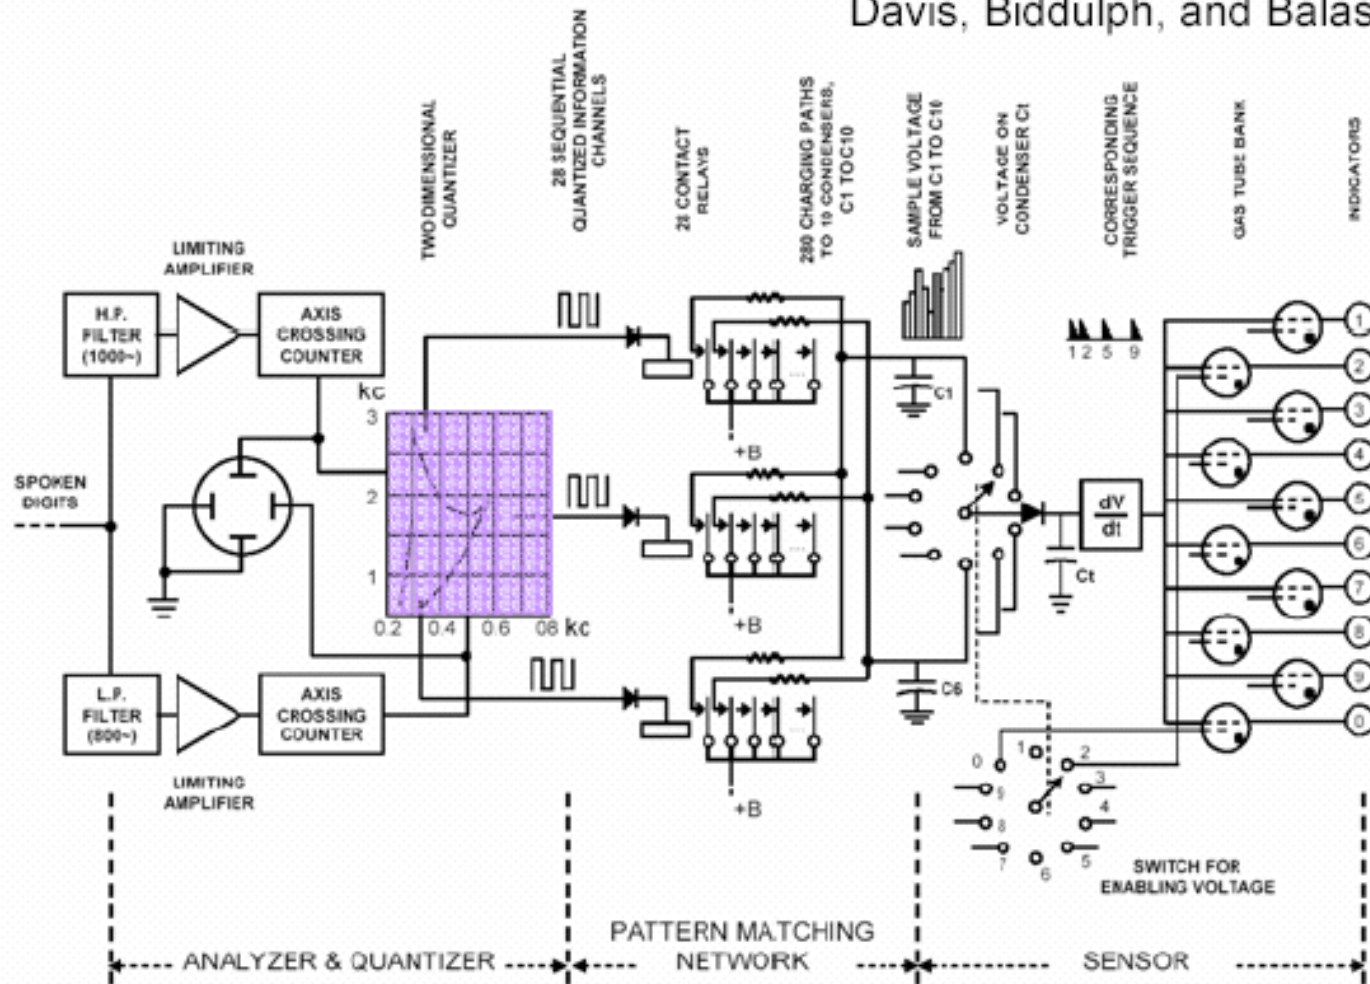 Davis, Biddulph, and Balas
TWO DIMENSIONAL
QUANTIZER
28 SEQUENTIAL
QUANTIZED INFORMATION
CHANNELS
28 CONTACT
RELAYS
280 CHARGING PATHS
TO 10 CONDENSERS,
C1 TO C10
SAMPLE VOLTAGE
FROM C1 TO C10
VOLTAGE ON
CONDENSER Ct
CORRESPONDING
TRIGGER SEQUENCE
GAS TUBE BANK
INDICATORS
LIMITING
AMPLIFIER
H.P.
FILTER
(1000~)
AXIS
CROSSING
COUNTER
kc
3
2
1
0.2 0.4 0.6 08 kc
SPOKEN
DIGITS
L.P.
FILTER
(800~)
AXIS
CROSSING
COUNTER
LIMITING
AMPLIFIER
+B
+B
+B
C1
C6
Ct
dV
dt
1 2 5 9
1
2
3
4
5
6
7
8
9
0
0
1
2
3
4
5
6
7
8
9
SWITCH FOR
ENABLING VOLTAGE
ANALYZER & QUANTIZER
PATTERN MATCHING
NETWORK
SENSOR